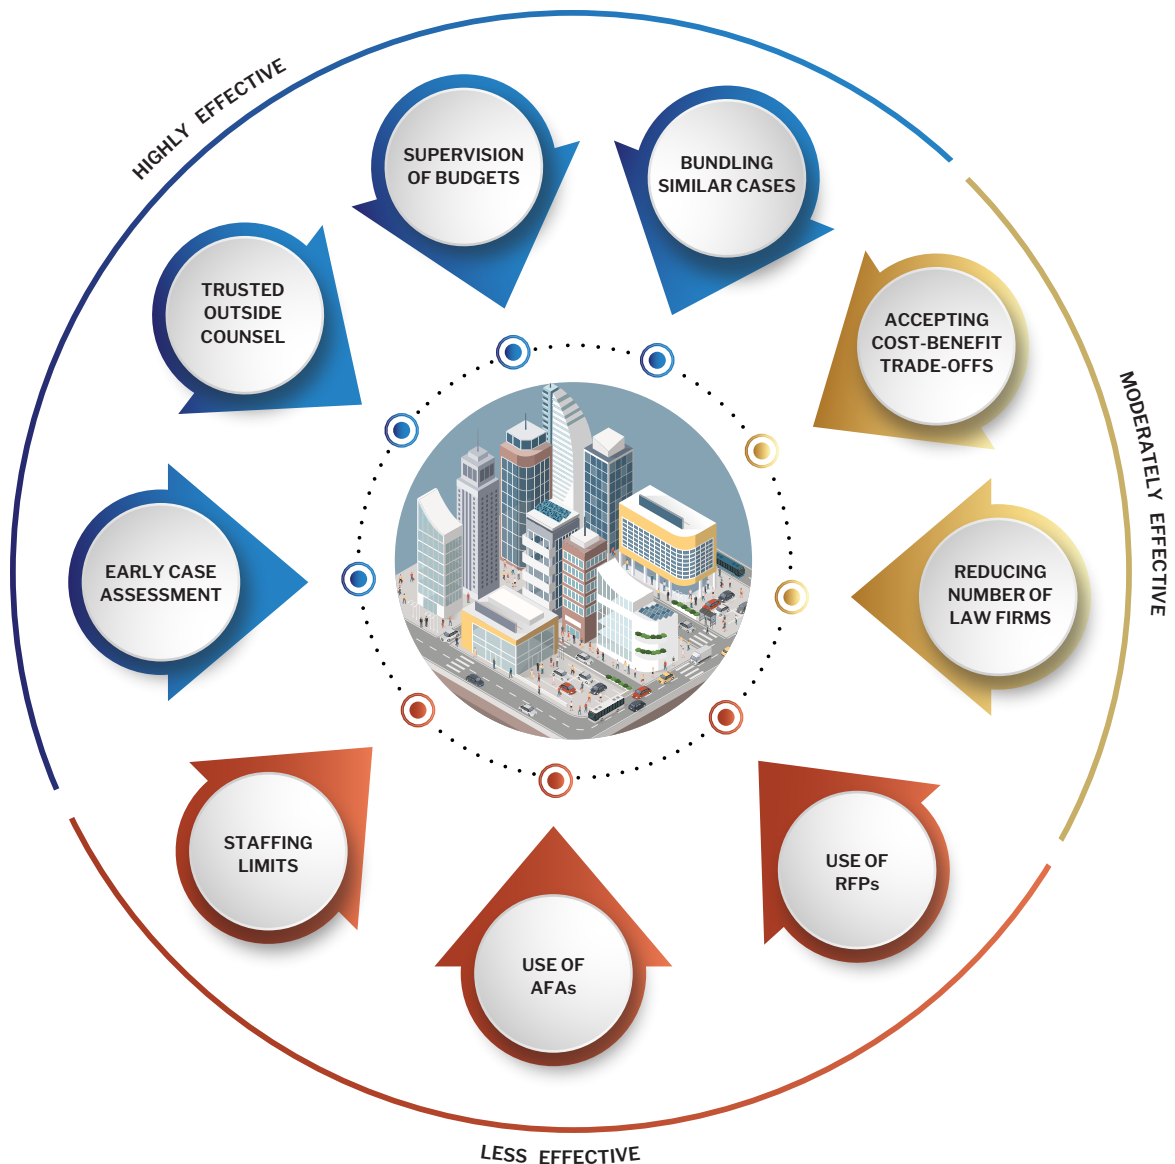 HIGHLY EFFECTIVE
SUPERVISION
OF BUDGETS
BUNDLING
SIMILAR CASES
TRUSTED
OUTSIDE
COUNSEL
ACCEPTING
COST-BENEFIT
TRADE-OFFS
MODERATELY EFFECTIVE
EARLY CASE
ASSESSMENT
REDUCING
NUMBER OF
LAW FIRMS
STAFFING
LIMITS
USE OF
RFPs
USE OF
AFAs
LESS EFFECTIVE